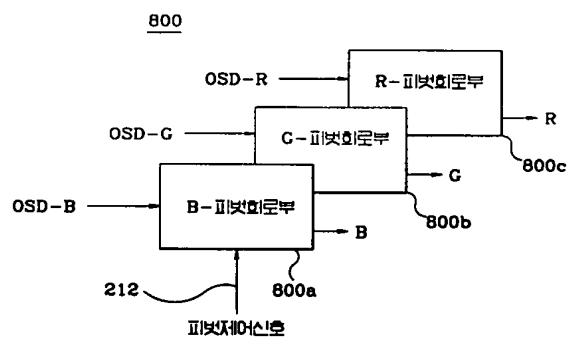 800
OSD-R
R-피벗회로부
R
800c
OSD-G
G-피벗회로부
G
800b
OSD-B
B-피벗회로부
B
800a
212
피벗제어신호